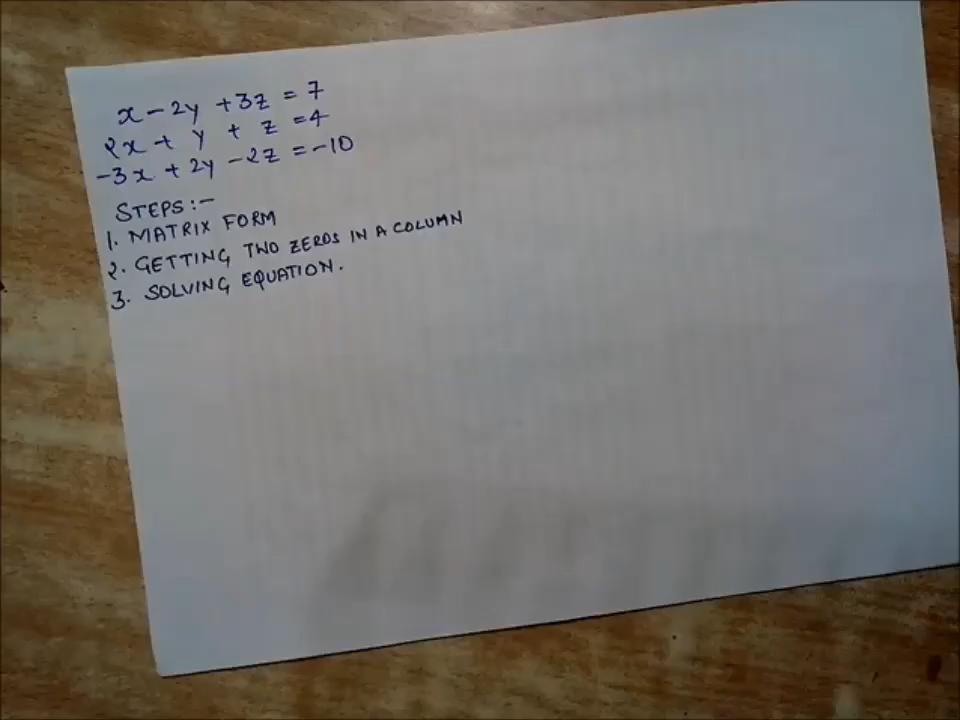 x - 2y + 3z = 7
2x + y + z = 4
-3x + 2y - 2z = -10
STEPS :-
1. MATRIX FORM
2. GETTING TWO ZEROS IN A COLUMN
3. SOLVING EQUATION.